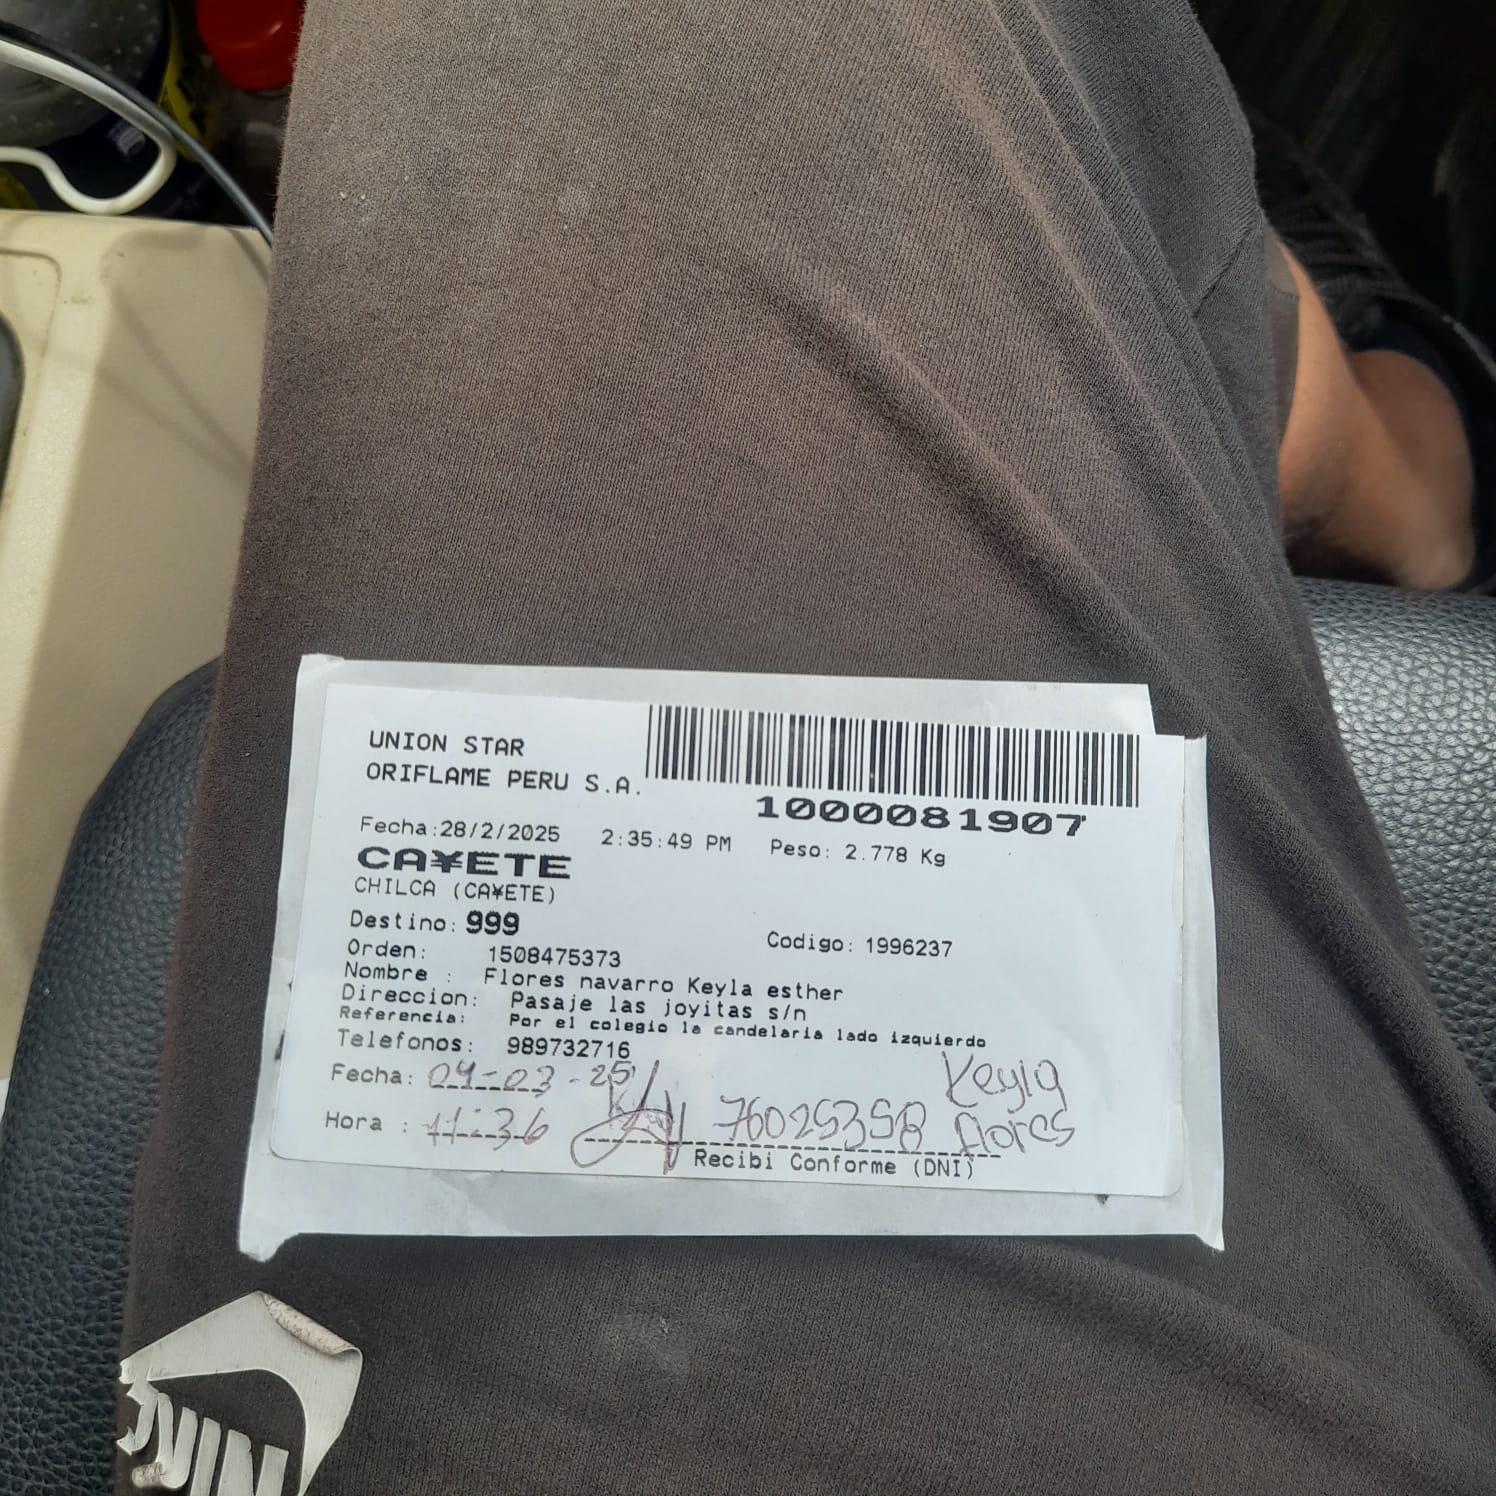 UNION STAR
ORIFLAME PERU S.A.
1000081907
Fecha:28/2/2025 2:35:49 PM Peso: 2.778 Kg
CA¥ETE
CHILCA (CA¥ETE)
Destino: 999
Codigo: 1996237
Orden: 1508475373
Nombre : Flores navarro Keyla esther
Direccion: Pasaje las joyitas s/n
Referencia: Por el colegio la candelaria lado izquierdo
Telefonos: 989732716
Fecha: 04-03-25
Keyla
Hora : 11:36 76025358 flores
Recibi Conforme (DNI)